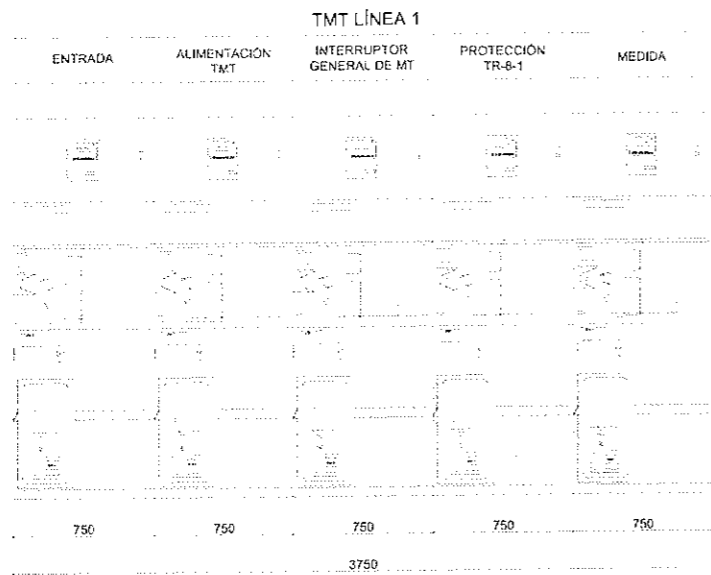 TMT LÍNEA 1
ENTRADA
ALIMENTACIÓN
TMT
INTERRUPTOR
GENERAL DE MT
PROTECCIÓN
TR-8-1
MEDIDA
750
750
750
750
750
3750